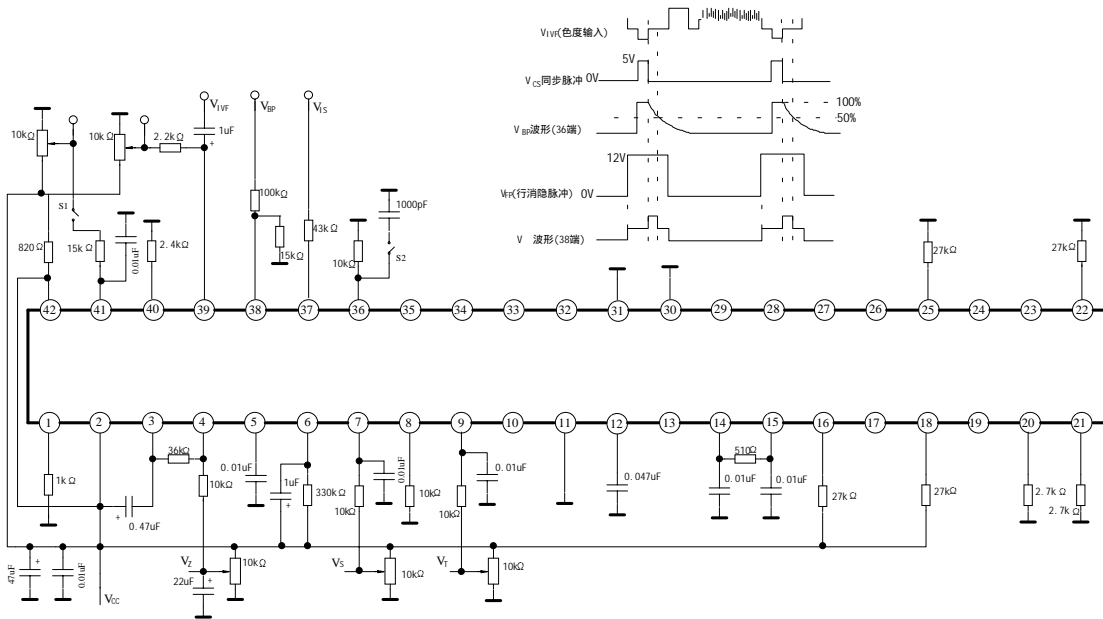 VIVF(色度输入)
5V
VCS同步脉冲 0V
100%
50%
VBP波形(36端)
12V
VFP(行消隐脉冲) 0V
V 波形(38端)
VIVF
VBP
VIS
10kΩ
10kΩ
2.2kΩ
1uF
+
S1
820Ω
15kΩ
0.01uF
2.4kΩ
100kΩ
15kΩ
43kΩ
10kΩ
1000pF
S2
27kΩ
27kΩ
42 41 40 39 38 37 36 35 34 33 32 31 30 29 28 27 26 25 24 23 22
1 2 3 4 5 6 7 8 9 10 11 12 13 14 15 16 17 18 19 20 21
1kΩ
36kΩ
+
0.47uF
10kΩ
0.01uF
1uF
+
330kΩ
0.01uF
10kΩ
10kΩ
0.01uF
10kΩ
0.047uF
510Ω
0.01uF
0.01uF
27kΩ
27kΩ
2.7kΩ
2.7kΩ
47uF
+
0.01uF
VCC
VZ
22uF
+
10kΩ
VS
10kΩ
VT
10kΩ